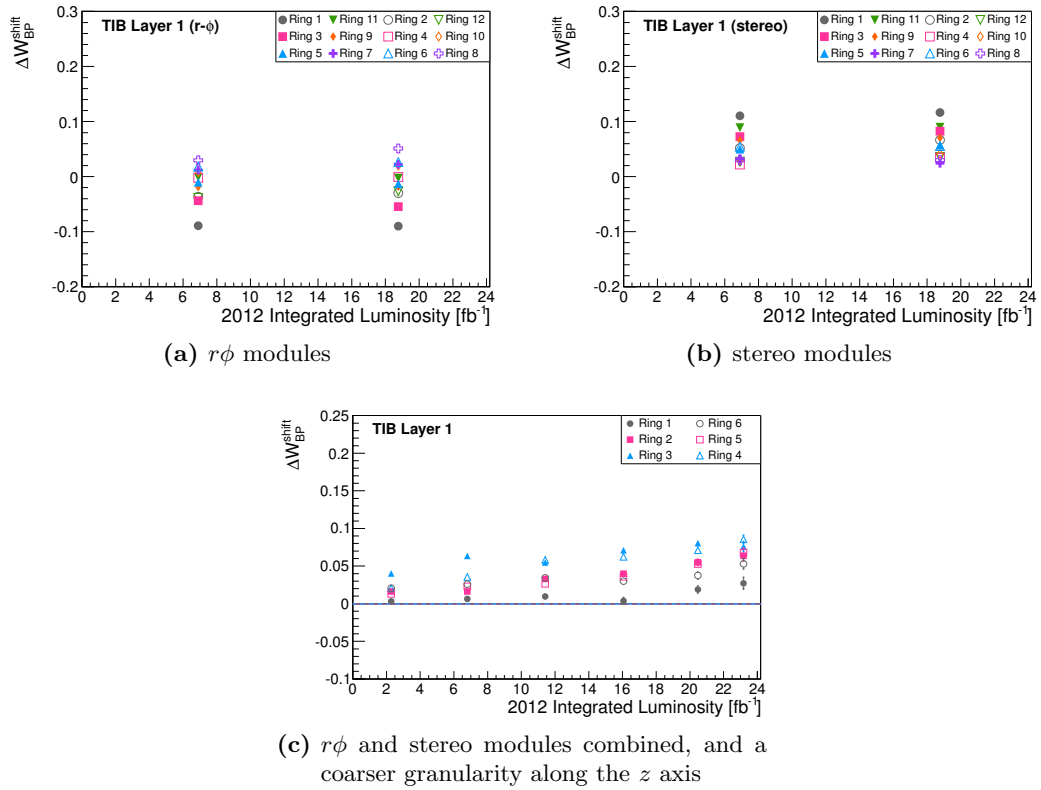 TIB Layer 1 (r-ϕ)
Ring 1 Ring 11 Ring 2 Ring 12
Ring 3 Ring 9 Ring 4 Ring 10
Ring 5 Ring 7 Ring 6 Ring 8
ΔW_BP^shift
0.3
0.2
0.1
0
-0.1
-0.2
0 2 4 6 8 10 12 14 16 18 20 22 24
2012 Integrated Luminosity [fb⁻¹]
(a) rϕ modules
TIB Layer 1 (stereo)
Ring 1 Ring 11 Ring 2 Ring 12
Ring 3 Ring 9 Ring 4 Ring 10
Ring 5 Ring 7 Ring 6 Ring 8
ΔW_BP^shift
0.3
0.2
0.1
0
-0.1
-0.2
0 2 4 6 8 10 12 14 16 18 20 22 24
2012 Integrated Luminosity [fb⁻¹]
(b) stereo modules
TIB Layer 1
Ring 1 Ring 6
Ring 2 Ring 5
Ring 3 Ring 4
ΔW_BP^shift
0.25
0.2
0.15
0.1
0.05
0
-0.05
-0.1
0 2 4 6 8 10 12 14 16 18 20 22 24
2012 Integrated Luminosity [fb⁻¹]
(c) rϕ and stereo modules combined, and a
coarser granularity along the z axis